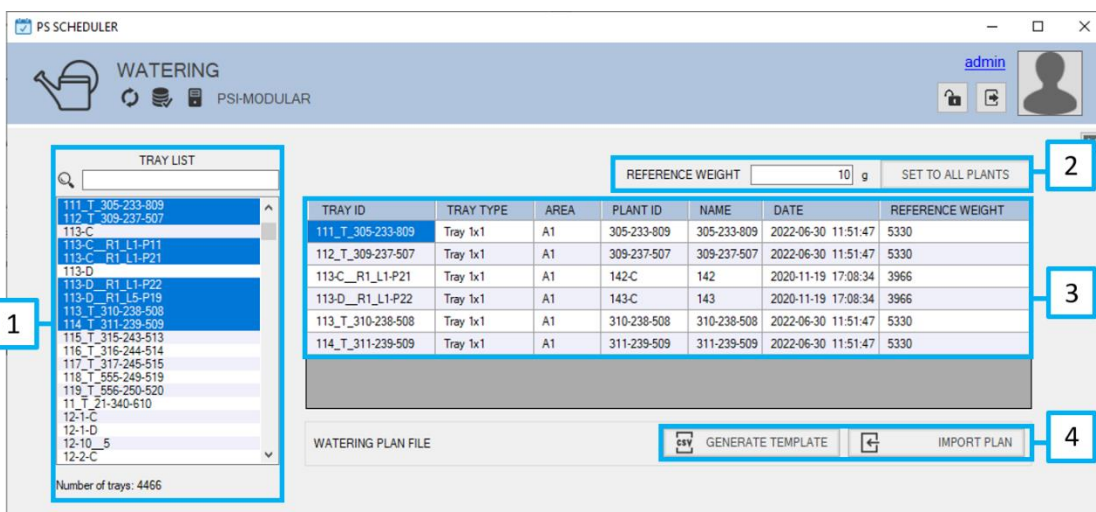 PS SCHEDULER
WATERING
PSI-MODULAR
admin
TRAY LIST
111_T_305-233-809
112_T_309-237-507
113-C
113-C__R1_L1-P11
113-C__R1_L1-P21
113-D
113-D__R1_L1-P22
113-D__R1_L5-P19
113_T_310-238-508
114_T_311-239-509
115_T_315-243-513
116_T_316-244-514
117_T_317-245-515
118_T_555-249-519
119_T_556-250-520
11_T_21-340-610
12-1-C
12-1-D
12-10__5
12-2-C
Number of trays: 4466
1
REFERENCE WEIGHT 10 g SET TO ALL PLANTS
2
TRAY ID TRAY TYPE AREA PLANT ID NAME DATE REFERENCE WEIGHT
111_T_305-233-809 Tray 1x1 A1 305-233-809 305-233-809 2022-06-30 11:51:47 5330
112_T_309-237-507 Tray 1x1 A1 309-237-507 309-237-507 2022-06-30 11:51:47 5330
113-C__R1_L1-P21 Tray 1x1 A1 142-C 142 2020-11-19 17:08:34 3966
113-D__R1_L1-P22 Tray 1x1 A1 143-C 143 2020-11-19 17:08:34 3966
113_T_310-238-508 Tray 1x1 A1 310-238-508 310-238-508 2022-06-30 11:51:47 5330
114_T_311-239-509 Tray 1x1 A1 311-239-509 311-239-509 2022-06-30 11:51:47 5330
3
WATERING PLAN FILE CSV GENERATE TEMPLATE IMPORT PLAN
4